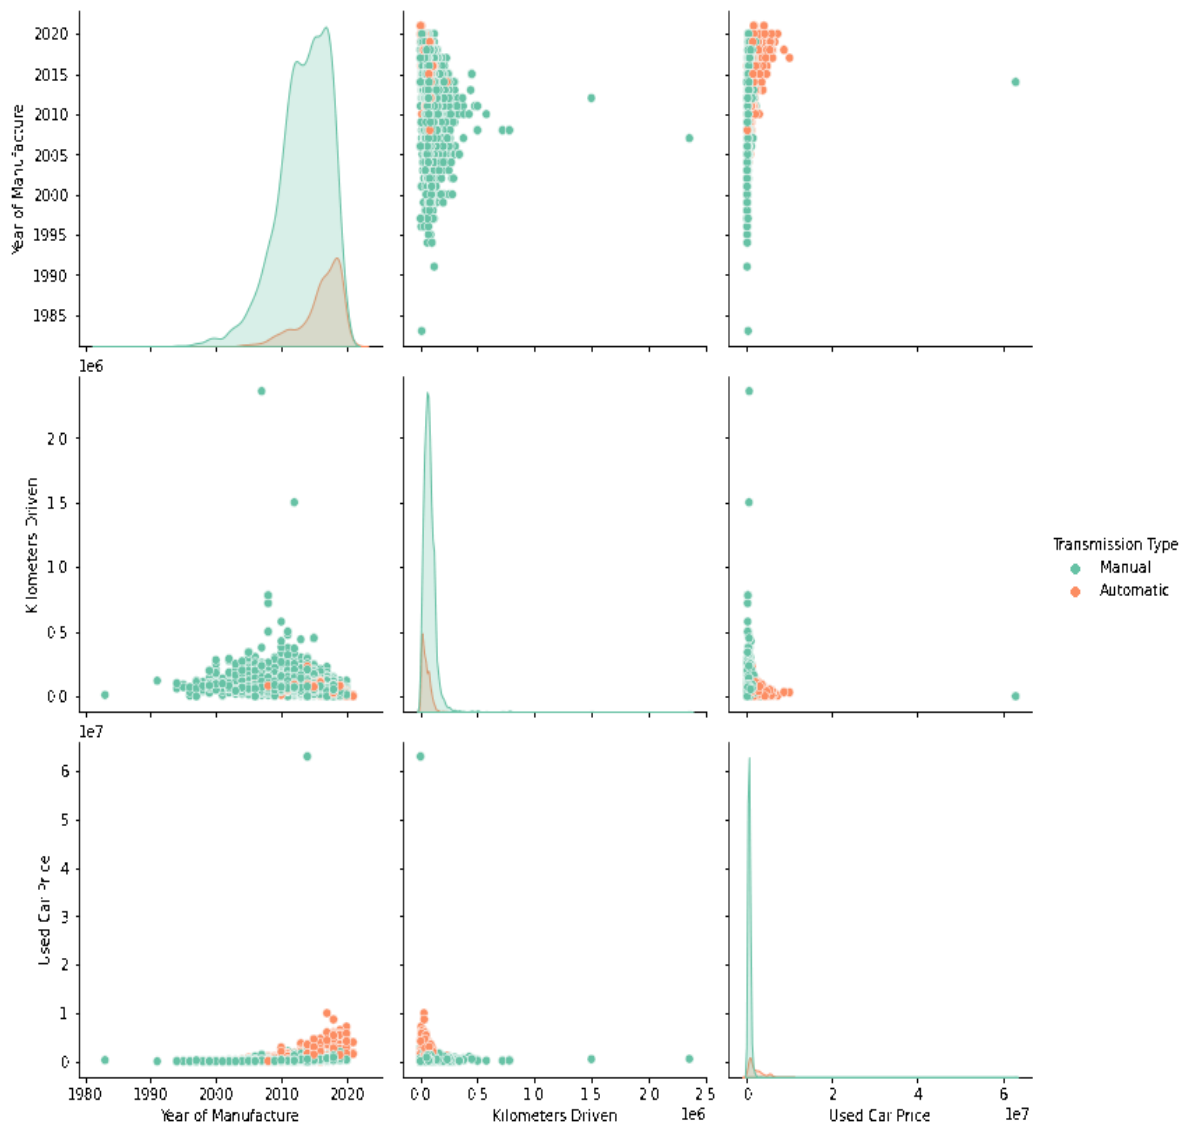 2020
2015
2010
2005
2000
1995
1990
1985
Year of Manufacture
1e6
2 0
1 5
1 0
0 5
0 0
Kilometers Driven
Transmission Type
Manual
Automatic
1e7
6
5
4
3
2
1
0
Used Car Price
1980 1990 2000 2010 2020
Year of Manufacture
0 0 0 5 1 0 1 5 2 0 2 5
Kilometers Driven
1e6
0 2 4 6
Used Car Price
1e7